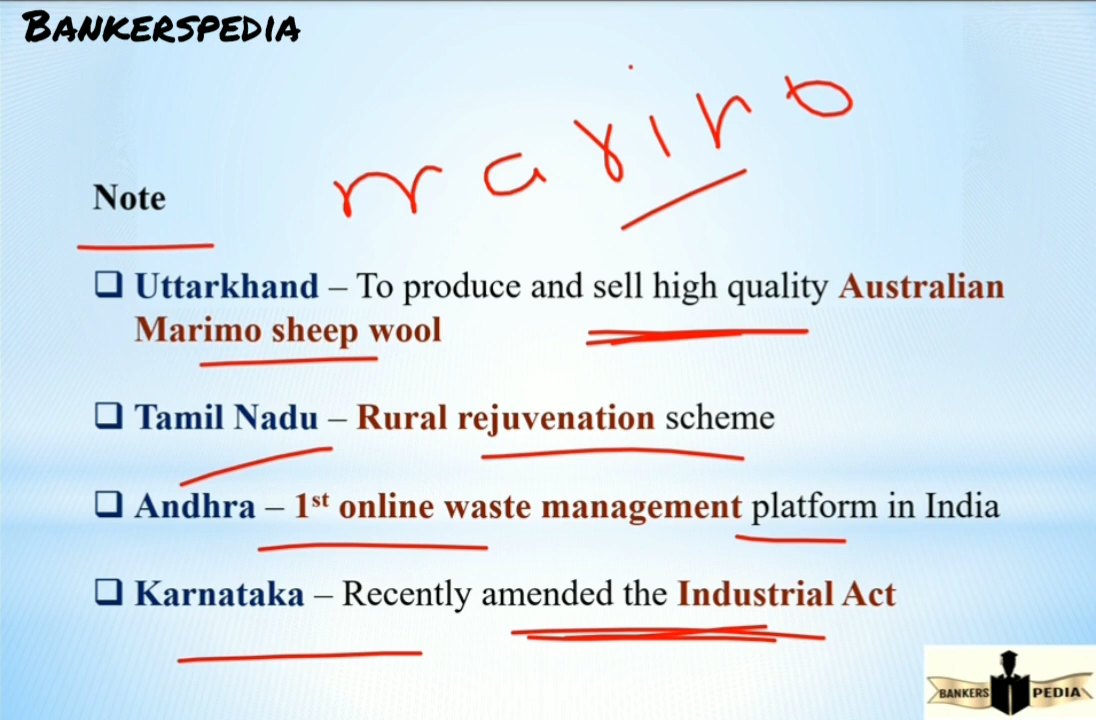 BANKERSPEDIA
marino
Note
❑ Uttarkhand – To produce and sell high quality Australian
Marimo sheep wool
❑ Tamil Nadu – Rural rejuvenation scheme
❑ Andhra – 1st online waste management platform in India
❑ Karnataka – Recently amended the Industrial Act
BANKERS PEDIA